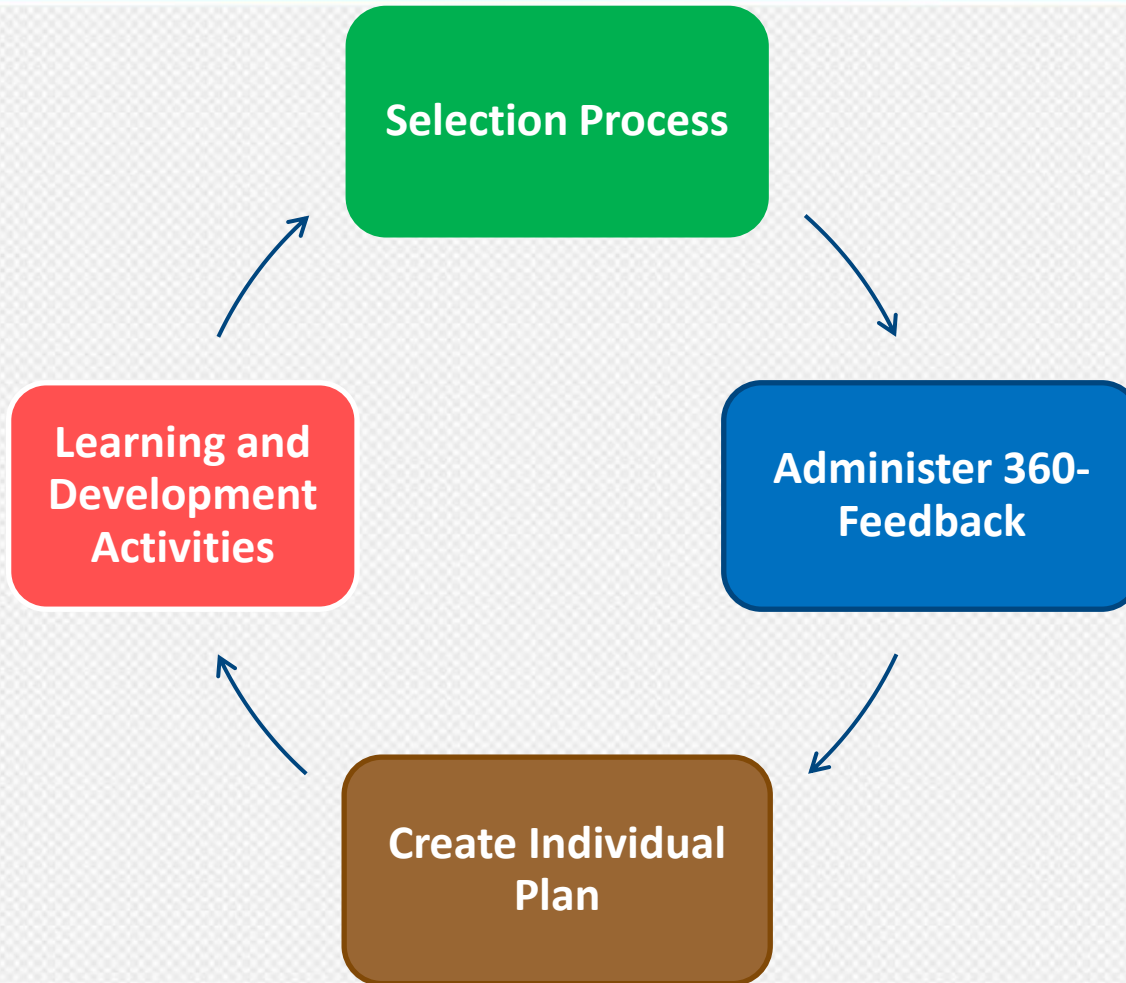 Selection Process
Administer 360-
Feedback
Create Individual
Plan
Learning and
Development
Activities